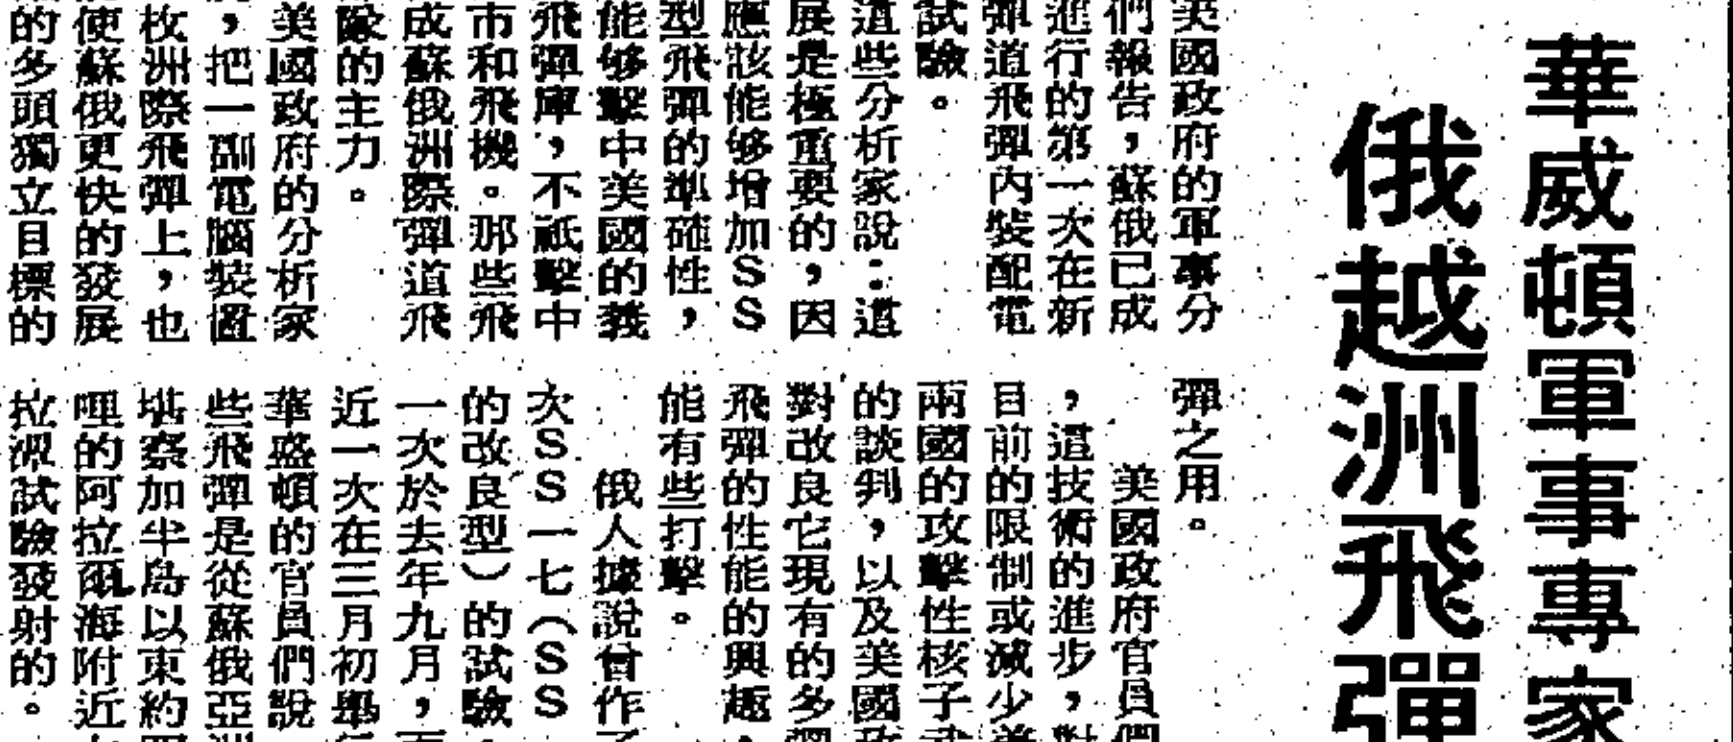 華威頓軍事專家
俄越洲飛彈
美國政府的軍事分
們報告，蘇俄已成
進行的第一次在新
彈道飛彈內裝配電
試驗。
這些分析家說：這
展是極重要的，因
應該能够增加ＳＳ
型飛彈的準確性，
能够擊中美國的義
飛彈庫，不祇擊中
市和飛機。那些飛
成蘇俄洲際彈道飛
隊的主力。
美國政府的分析家
，把一副電腦裝置
枚洲際飛彈上，也
使蘇俄更快的發展
的多頭獨立目標的
彈之用。
美國政府官員們
，這技術的進步，對
目前的限制或減少
兩國的攻擊性核子武
的談判，以及美國政
對改良它現有的多彈
飛彈的性能的興趣，
能有些打擊。
俄人據說曾作了
次ＳＳ一七（ＳＳ
的改良型）的試驗，
一次於去年九月，而
近一次在三月初舉行
華盛頓的官員們說
些飛彈是從蘇俄亞洲
堪察加半島以東約四
哩的阿拉爾海附近
拉沺試驗發射的。